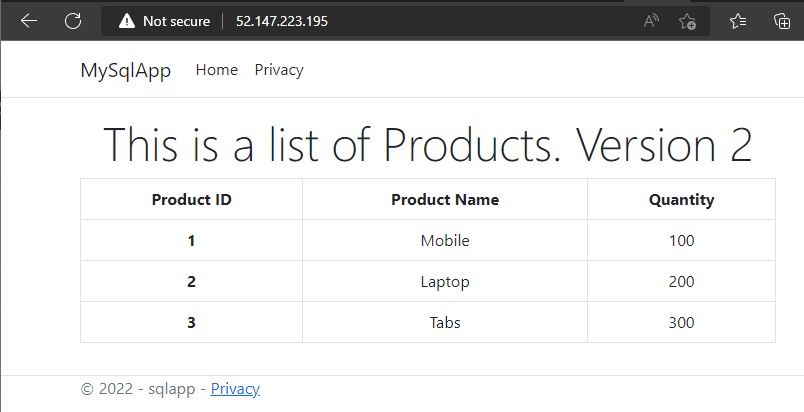 Not secure 52.147.223.195
MySqlApp Home Privacy
This is a list of Products. Version 2
Product ID Product Name Quantity
1 Mobile 100
2 Laptop 200
3 Tabs 300
© 2022 - sqlapp - Privacy